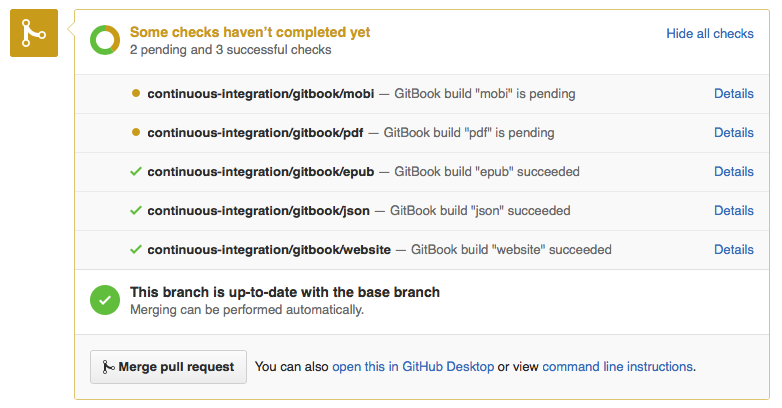 Some checks haven't completed yet
Hide all checks
2 pending and 3 successful checks
continuous-integration/gitbook/mobi — GitBook build "mobi" is pending Details
continuous-integration/gitbook/pdf — GitBook build "pdf" is pending Details
continuous-integration/gitbook/epub — GitBook build "epub" succeeded Details
continuous-integration/gitbook/json — GitBook build "json" succeeded Details
continuous-integration/gitbook/website — GitBook build "website" succeeded Details
This branch is up-to-date with the base branch
Merging can be performed automatically.
Merge pull request You can also open this in GitHub Desktop or view command line instructions.